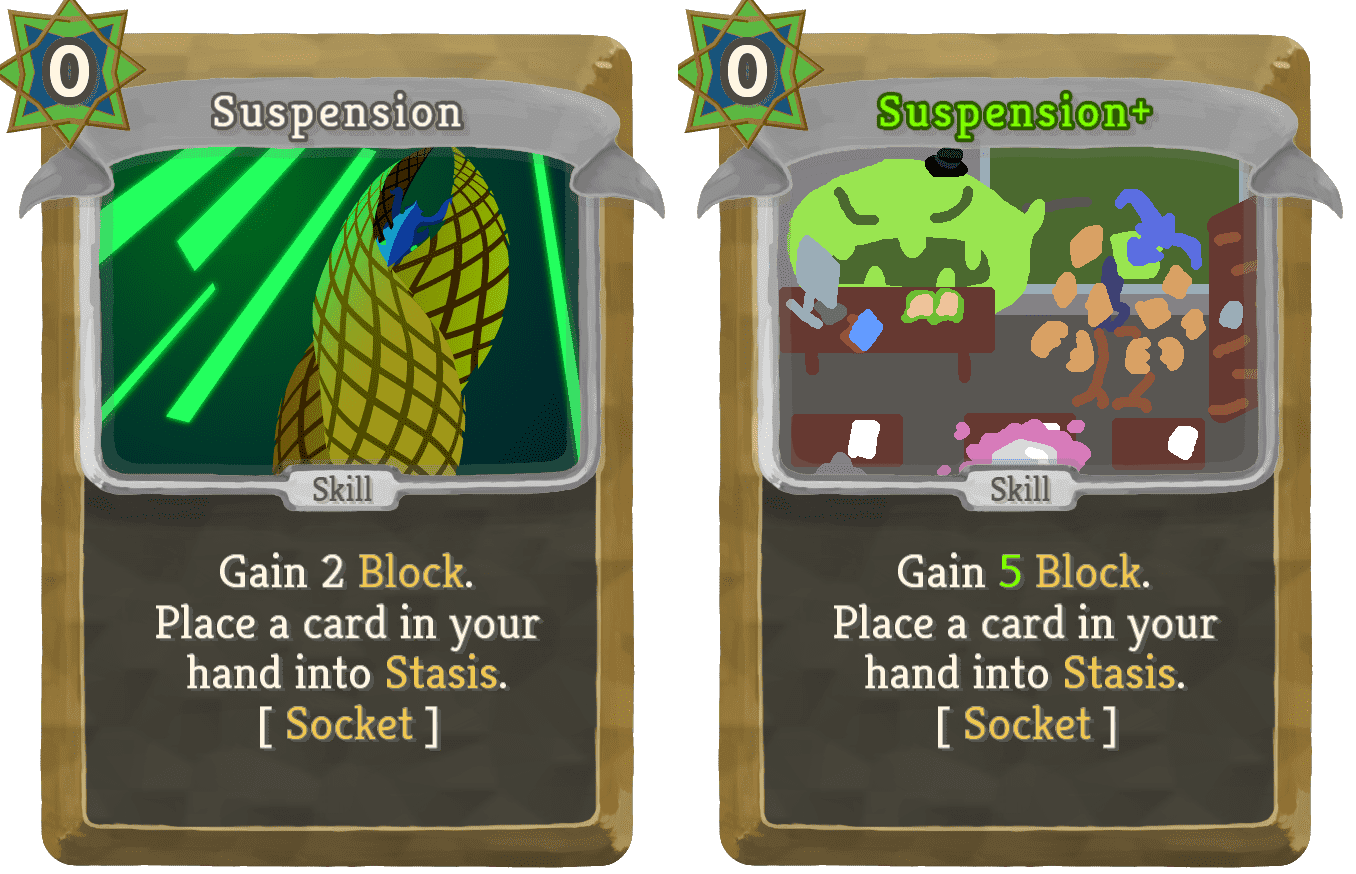 0
Suspension
Skill
Gain 2 Block.
Place a card in your
hand into Stasis.
[ Socket ]
0
Suspension+
Skill
Gain 5 Block.
Place a card in your
hand into Stasis.
[ Socket ]